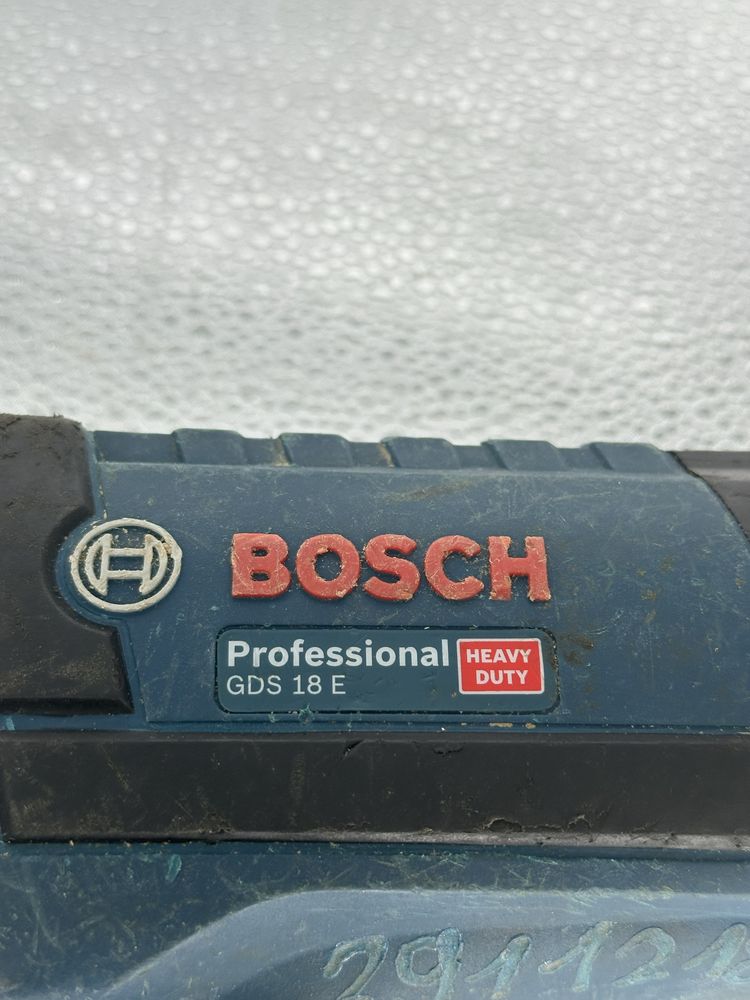 BOSCH
Professional
GDS 18 E
HEAVY
DUTY